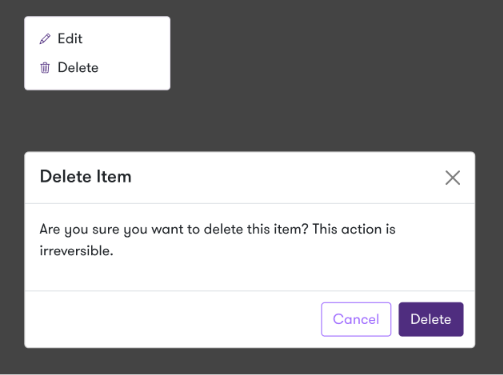 Edit
Delete
Delete Item
Are you sure you want to delete this item? This action is
irreversible.
Cancel
Delete